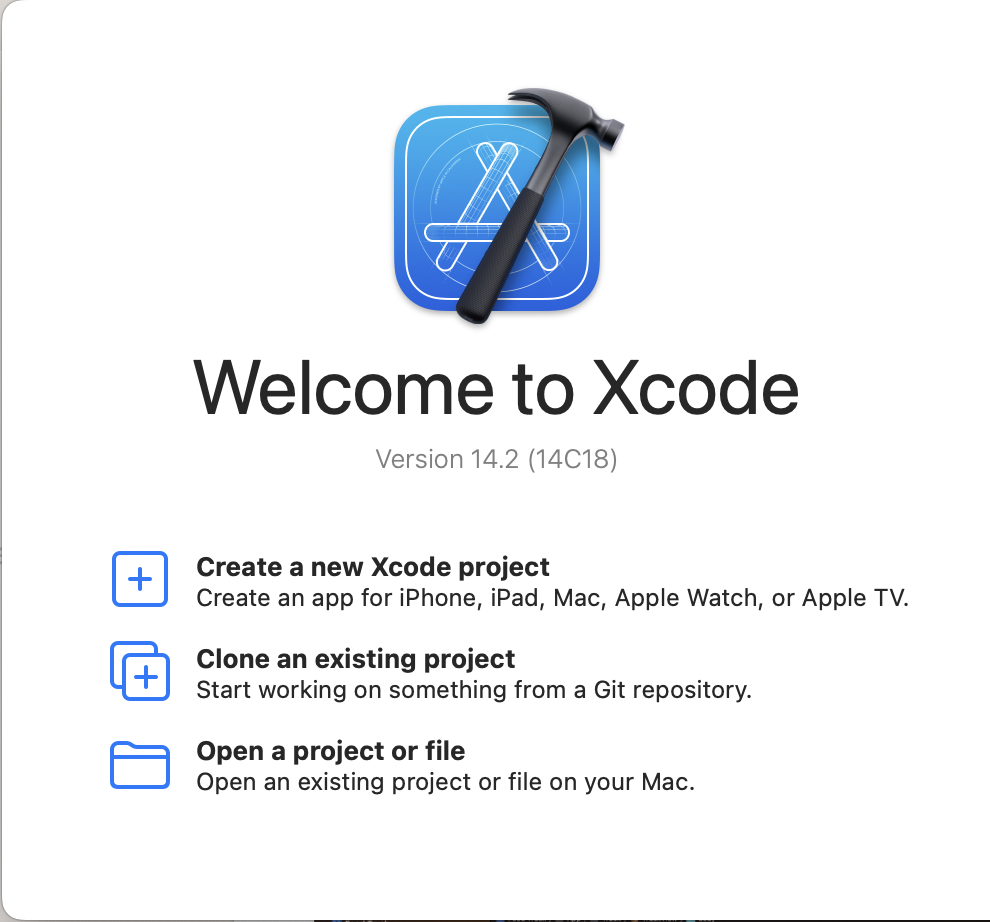 Welcome to Xcode
Version 14.2 (14C18)
Create a new Xcode project
Create an app for iPhone, iPad, Mac, Apple Watch, or Apple TV.
Clone an existing project
Start working on something from a Git repository.
Open a project or file
Open an existing project or file on your Mac.